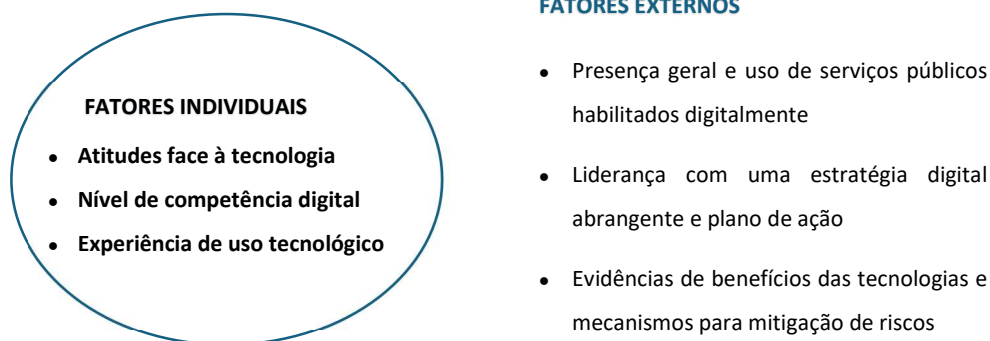 FATORES EXTERNOS
● Presença geral e uso de serviços públicos
habilitados digitalmente
● Liderança com uma estratégia digital
abrangente e plano de ação
● Evidências de benefícios das tecnologias e
mecanismos para mitigação de riscos
FATORES INDIVIDUAIS
● Atitudes face à tecnologia
● Nível de competência digital
● Experiência de uso tecnológico